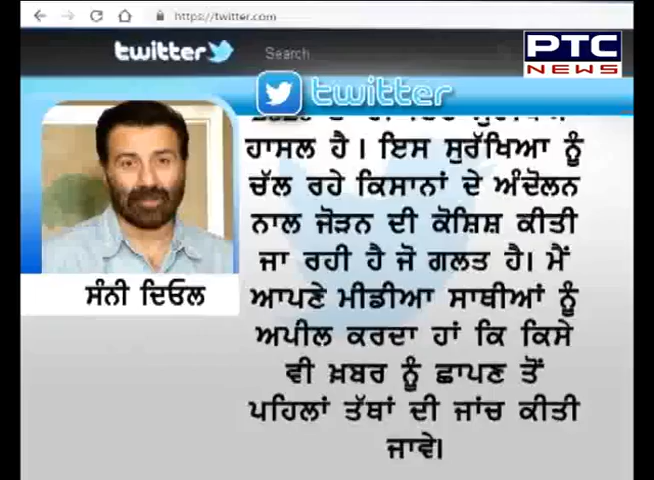 https://twitter.com
twitter
Search
PTC
NEWS
twitter
ਹਾਸਲ ਹੈ। ਇਸ ਸੁਰੱਖਿਆ ਨੂੰ
ਚੱਲ ਰਹੇ ਕਿਸਾਨਾਂ ਦੇ ਅੰਦੋਲਨ
ਨਾਲ ਜੋੜਨ ਦੀ ਕੋਸ਼ਿਸ਼ ਕੀਤੀ
ਜਾ ਰਹੀ ਹੈ ਜੋ ਗਲਤ ਹੈ। ਮੈਂ
ਆਪਣੇ ਮੀਡੀਆ ਸਾਥੀਆਂ ਨੂੰ
ਅਪੀਲ ਕਰਦਾ ਹਾਂ ਕਿ ਕਿਸੇ
ਵੀ ਖ਼ਬਰ ਨੂੰ ਛਾਪਣ ਤੋਂ
ਪਹਿਲਾਂ ਤੱਥਾਂ ਦੀ ਜਾਂਚ ਕੀਤੀ
ਜਾਵੇ।
ਸੰਨੀ ਦਿਓਲ